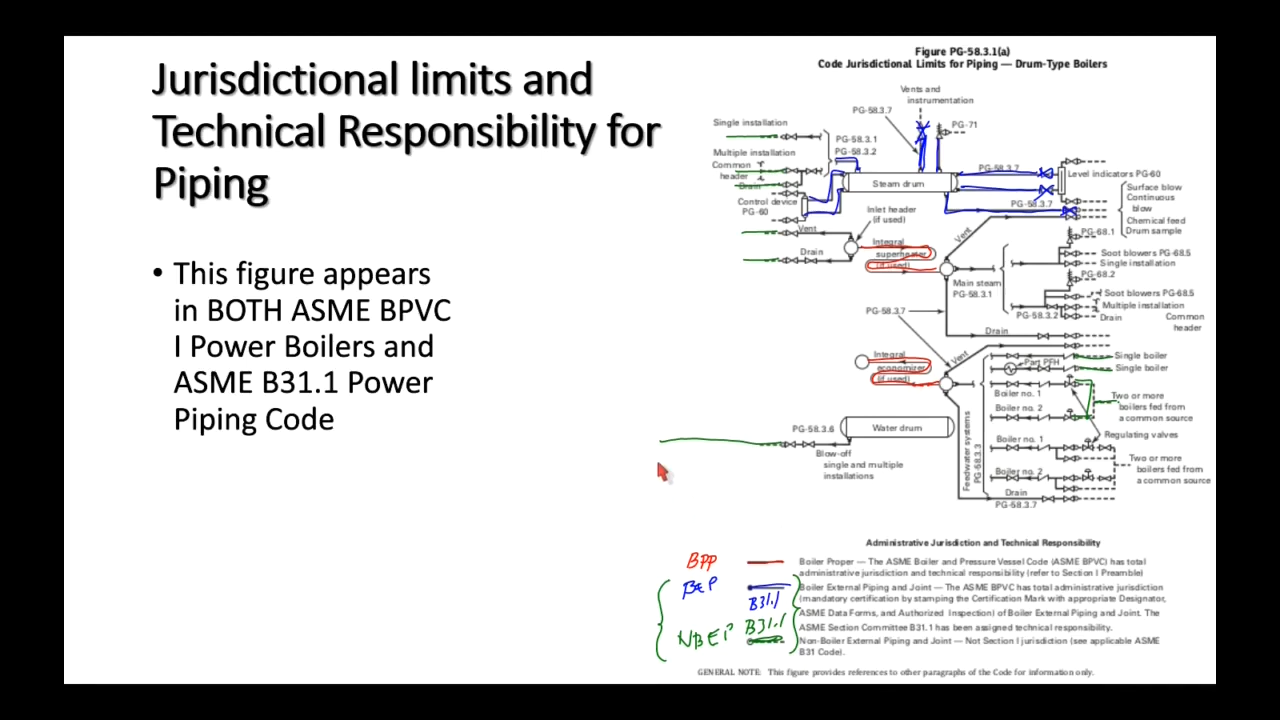 Jurisdictional limits and
Technical Responsibility for
Piping
• This figure appears
in BOTH ASME BPVC
I Power Boilers and
ASME B31.1 Power
Piping Code
Figure PG-58.3.1(a)
Code Jurisdictional Limits for Piping — Drum-Type Boilers
Vents and
instrumentation
PG-58.3.7
PG-71
Single installation
PG-58.3.1
PG-58.3.2
Multiple installation
Common
header
Drain
PG-58.3.7
Level indicators PG-60
Steam drum
Surface blow
Continuous
blow
Chemical feed
Drum sample
Control device
PG-60
PG-58.3.7
Inlet header
(if used)
Vent
Vent
PG-68.1
Integral
superheater
(if used)
Drain
Soot blowers PG-68.5
Single installation
PG-68.2
Main steam
PG-58.3.1
Soot blowers PG-68.5
Multiple installation
PG-58.3.2
Drain
Common
header
PG-58.3.7
Drain
Vent
Integral
economizer
(if used)
Part PFH
Single boiler
Single boiler
Boiler no. 1
Two or more
boilers fed from
a common source
Boiler no. 2
PG-58.3.6
Water drum
Regulating valves
Boiler no. 1
Blow-off
single and multiple
installations
Feedwater systems
PG-58.3.3
Two or more
boilers fed from
a common source
Boiler no. 2
Drain
PG-58.3.7
Administrative Jurisdiction and Technical Responsibility
BPP
Boiler Proper — The ASME Boiler and Pressure Vessel Code (ASME BPVC) has total
administrative jurisdiction and technical responsibility (refer to Section I Preamble)
BEP
B31.1
Boiler External Piping and Joint — The ASME BPVC has total administrative jurisdiction
(mandatory certification by stamping the Certification Mark with appropriate Designator,
ASME Data Forms, and Authorized Inspection) of Boiler External Piping and Joint. The
ASME Section Committee B31.1 has been assigned technical responsibility.
NBEP
B31.1
Non-Boiler External Piping and Joint — Not Section I jurisdiction (see applicable ASME
B31 Code).
GENERAL NOTE: This figure provides references to other paragraphs of the Code for information only.